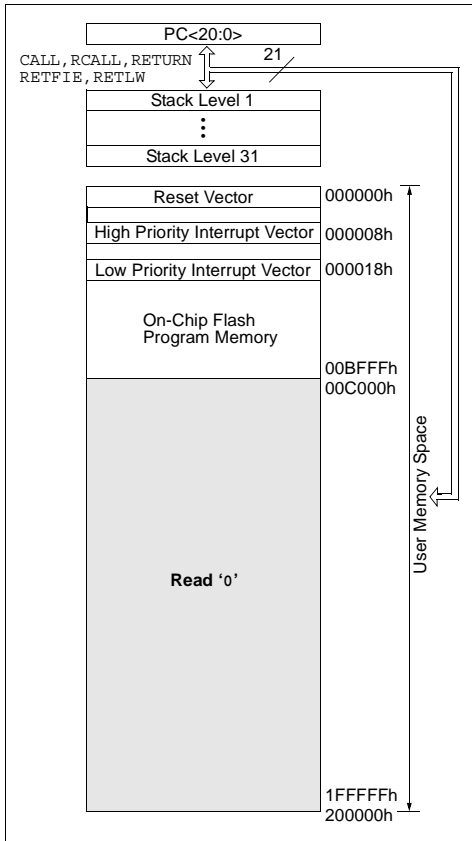 PC<20:0>
CALL,RCALL,RETURN
RETFIE,RETLW
21
Stack Level 1
Stack Level 31
Reset Vector
000000h
High Priority Interrupt Vector
000008h
Low Priority Interrupt Vector
000018h
On-Chip Flash
Program Memory
00BFFFh
00C000h
User Memory Space
Read ‘0’
1FFFFFh
200000h